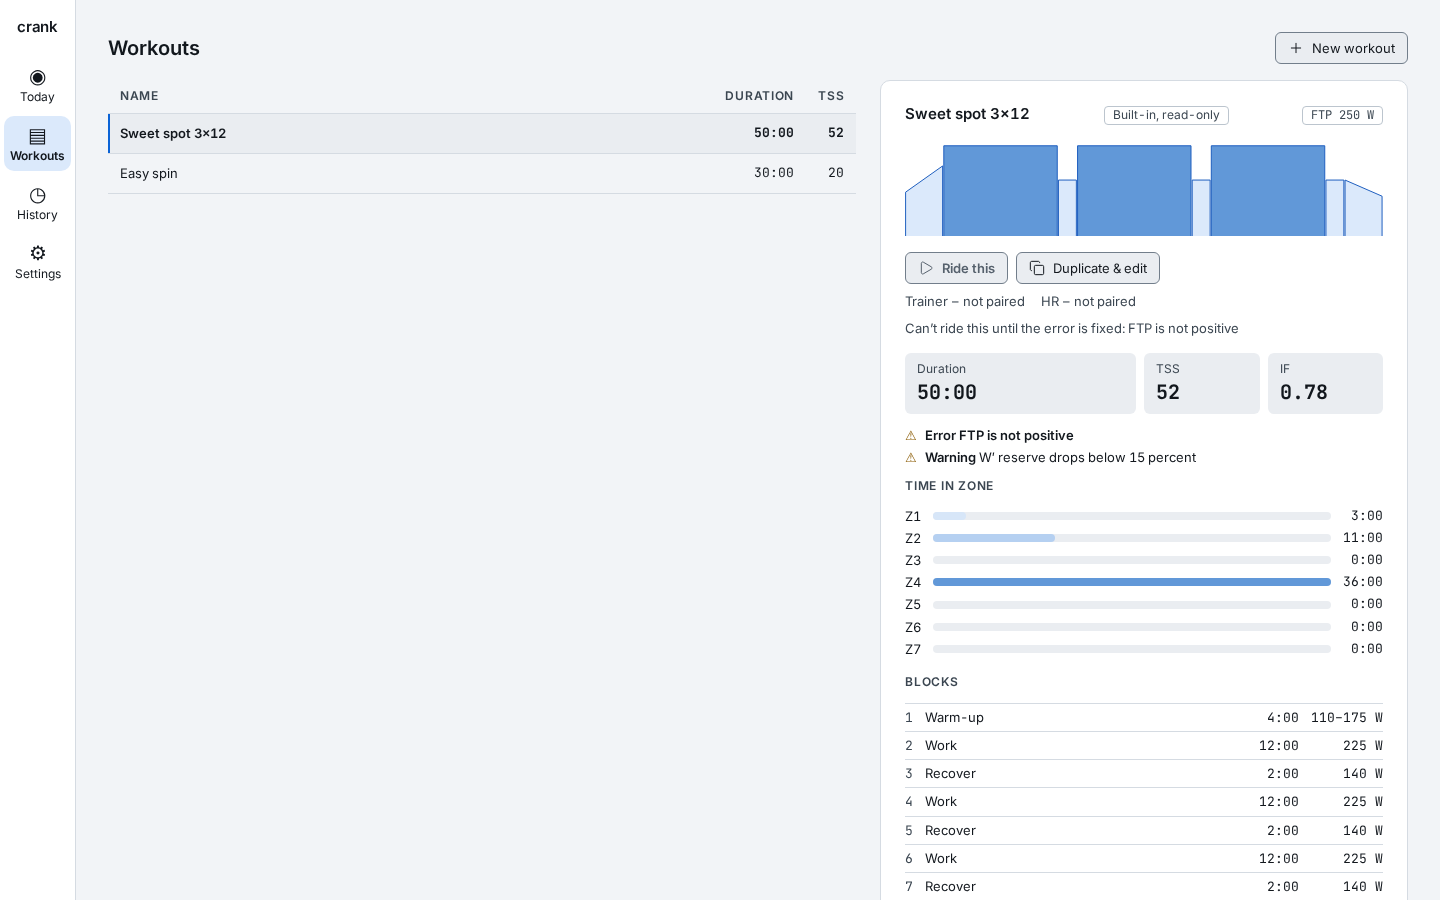 crank
Today
Workouts
History
Settings
Workouts
New workout
NAME DURATION TSS
Sweet spot 3×12 50:00 52
Easy spin 30:00 20
Sweet spot 3×12 Built-in, read-only FTP 250 W
Ride this Duplicate & edit
Trainer – not paired HR – not paired
Can’t ride this until the error is fixed: FTP is not positive
Duration TSS IF
50:00 52 0.78
⚠ Error FTP is not positive
⚠ Warning W′ reserve drops below 15 percent
TIME IN ZONE
Z1 3:00
Z2 11:00
Z3 0:00
Z4 36:00
Z5 0:00
Z6 0:00
Z7 0:00
BLOCKS
1 Warm-up 4:00 110–175 W
2 Work 12:00 225 W
3 Recover 2:00 140 W
4 Work 12:00 225 W
5 Recover 2:00 140 W
6 Work 12:00 225 W
7 Recover 2:00 140 W